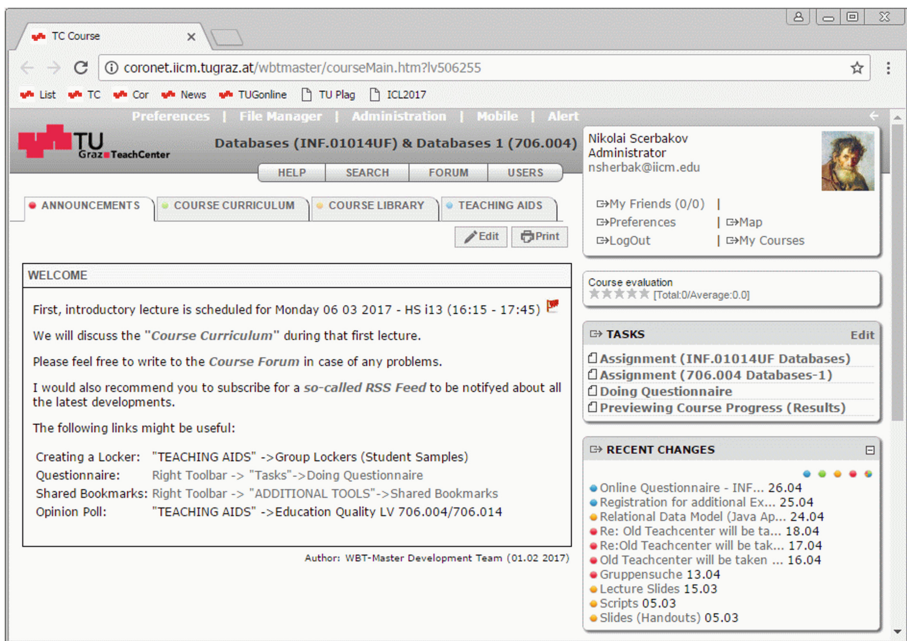 TC Course
coronet.iicm.tugraz.at/wbtmaster/courseMain.htm?lv506255
List TC Cor News TUGonline TU Plag ICL2017
Preferences | File Manager | Administration | Mobile | Alert
TU
Graz TeachCenter
Databases (INF.01014UF) & Databases 1 (706.004)
HELP SEARCH FORUM USERS
ANNOUNCEMENTS COURSE CURRICULUM COURSE LIBRARY TEACHING AIDS
Edit Print
WELCOME
First, introductory lecture is scheduled for Monday 06 03 2017 - HS i13 (16:15 - 17:45)
We will discuss the "Course Curriculum" during that first lecture.
Please feel free to write to the Course Forum in case of any problems.
I would also recommend you to subscribe for a so-called RSS Feed to be notifyed about all
the latest developments.
The following links might be useful:
Creating a Locker: "TEACHING AIDS" ->Group Lockers (Student Samples)
Questionnaire: Right Toolbar -> "Tasks"->Doing Questionnaire
Shared Bookmarks: Right Toolbar -> "ADDITIONAL TOOLS"->Shared Bookmarks
Opinion Poll: "TEACHING AIDS" ->Education Quality LV 706.004/706.014
Author: WBT-Master Development Team (01.02 2017)
Nikolai Scerbakov
Administrator
nsherbak@iicm.edu
My Friends (0/0) |
Preferences | Map
LogOut | My Courses
Course evaluation
[Total:0/Average:0.0]
TASKS Edit
Assignment (INF.01014UF Databases)
Assignment (706.004 Databases-1)
Doing Questionnaire
Previewing Course Progress (Results)
RECENT CHANGES
Online Questionnaire - INF... 26.04
Registration for additional Ex... 25.04
Relational Data Model (Java Ap... 24.04
Re: Old Teachcenter will be ta... 18.04
Re:Old Teachcenter will be tak... 17.04
Old Teachcenter will be taken ... 16.04
Gruppensuche 13.04
Lecture Slides 15.03
Scripts 05.03
Slides (Handouts) 05.03